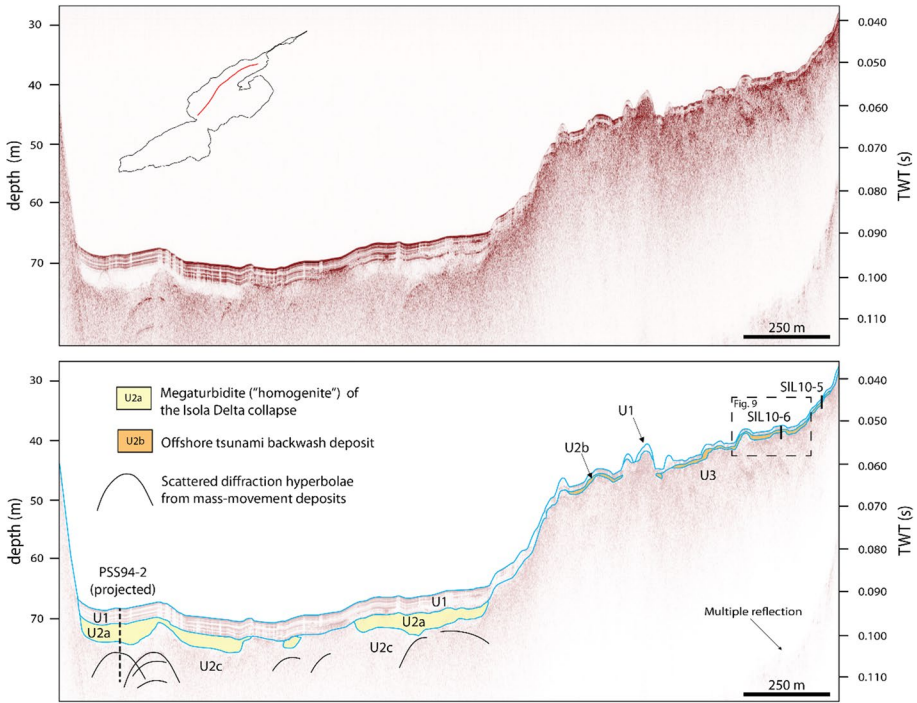 30
40
50
60
70
depth (m)
0.040
0.050
0.060
0.070
0.080
0.090
0.100
0.110
TWT (s)
250 m
30
40
50
60
70
depth (m)
0.040
0.050
0.060
0.070
0.080
0.090
0.100
0.110
TWT (s)
U2a
Megaturbidite ("homogenite") of
the Isola Delta collapse
U2b
Offshore tsunami backwash deposit
Scattered diffraction hyperbolae
from mass-movement deposits
SIL10-5
Fig. 9
SIL10-6
U1
U2b
U3
PSS94-2
(projected)
U1
U2a
U2c
U1
U2a
U2c
Multiple reflection
250 m